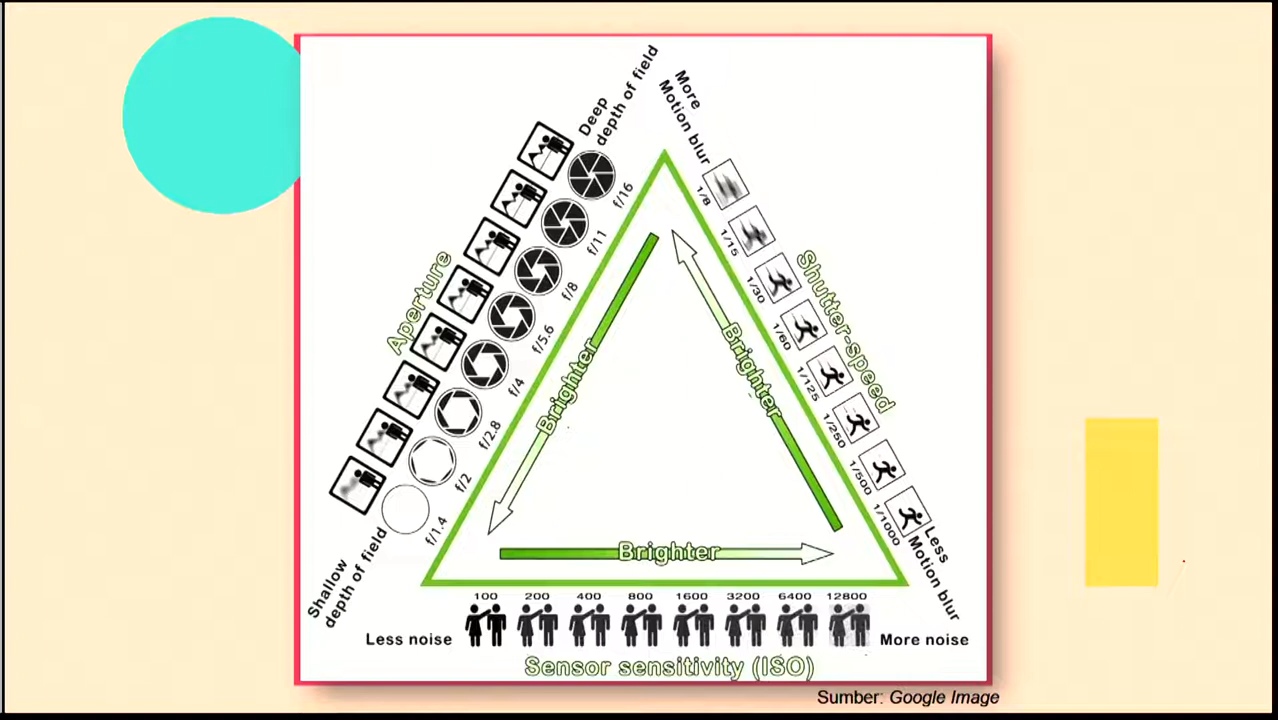 Deep
depth of field
More
Motion blur
Aperture
f/16
f/11
f/8
f/5.6
f/4
f/2.8
f/2
f/1.4
Shallow
depth of field
Shutter-speed
1/8
1/15
1/30
1/60
1/125
1/250
1/500
1/1000
Less
Motion blur
Brighter
Brighter
Brighter
100 200 400 800 1600 3200 6400 12800
Less noise
More noise
Sensor sensitivity (ISO)
Sumber: Google Image